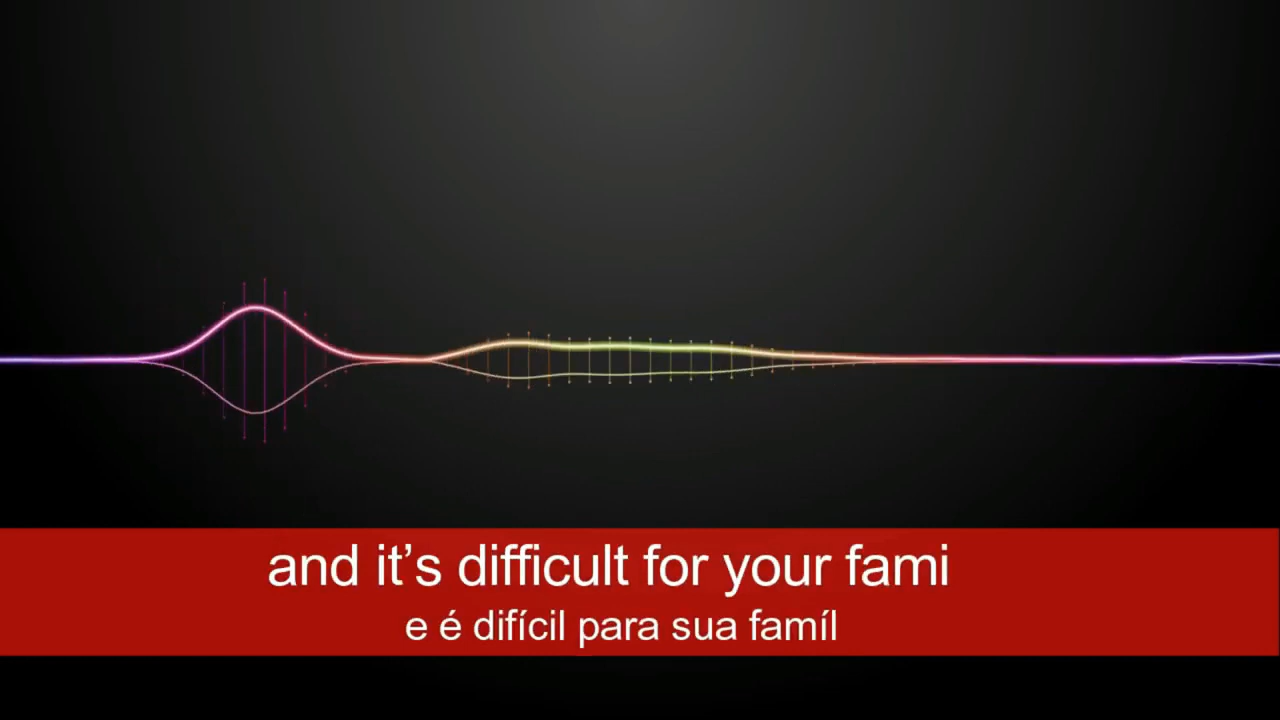 and it’s difficult for your fami
e é difícil para sua famíl